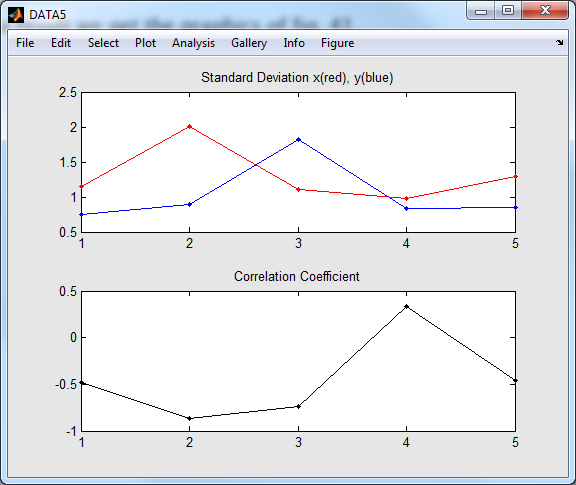 DATA5
File Edit Select Plot Analysis Gallery Info Figure
Standard Deviation x(red), y(blue)
2.5
2
1.5
1
0.5
1 2 3 4 5
Correlation Coefficient
0.5
0
-0.5
-1
1 2 3 4 5